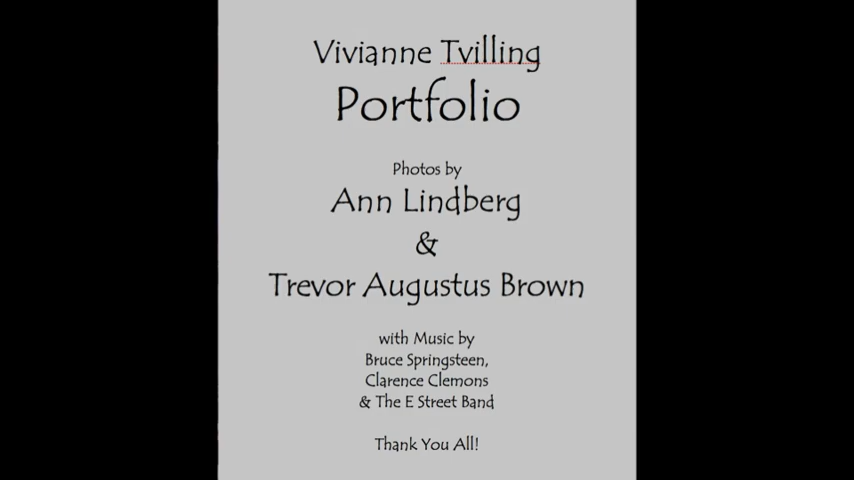 Vivianne Tvilling
Portfolio
Photos by
Ann Lindberg
&
Trevor Augustus Brown
with Music by
Bruce Springsteen,
Clarence Clemons
& The E Street Band
Thank You All!